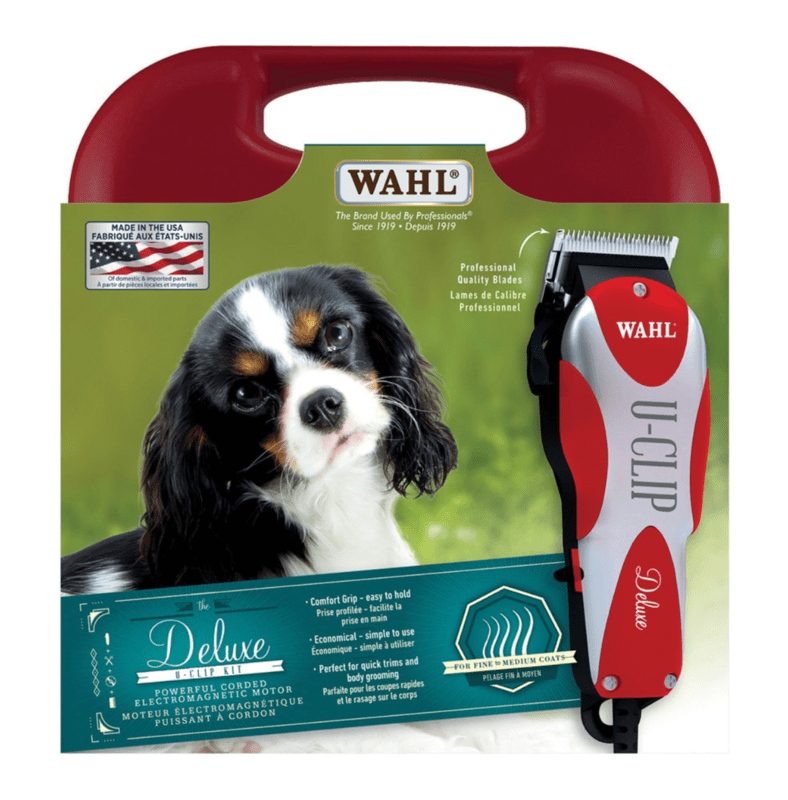 WAHL®
The Brand Used By Professionals®
Since 1919 • Depuis 1919
MADE IN THE USA
FABRIQUÉ AUX ÉTATS-UNIS
Of domestic & imported parts
À partir de pièces locales et importées
Professional
Quality Blades
Lames de Calibre
Professionnel
WAHL
U-CLIP
Deluxe
the
Deluxe
U-CLIP KIT
POWERFUL CORDED
ELECTROMAGNETIC MOTOR
MOTEUR ÉLECTROMAGNÉTIQUE
PUISSANT À CORDON
• Comfort Grip - easy to hold
Prise profilée - facilite la
prise en main
• Economical - simple to use
Économique - simple à utiliser
• Perfect for quick trims and
body grooming
Parfaite pour les coupes rapides
et le rasage sur le corps
FOR FINE to MEDIUM COATS
PELAGE FIN À MOYEN